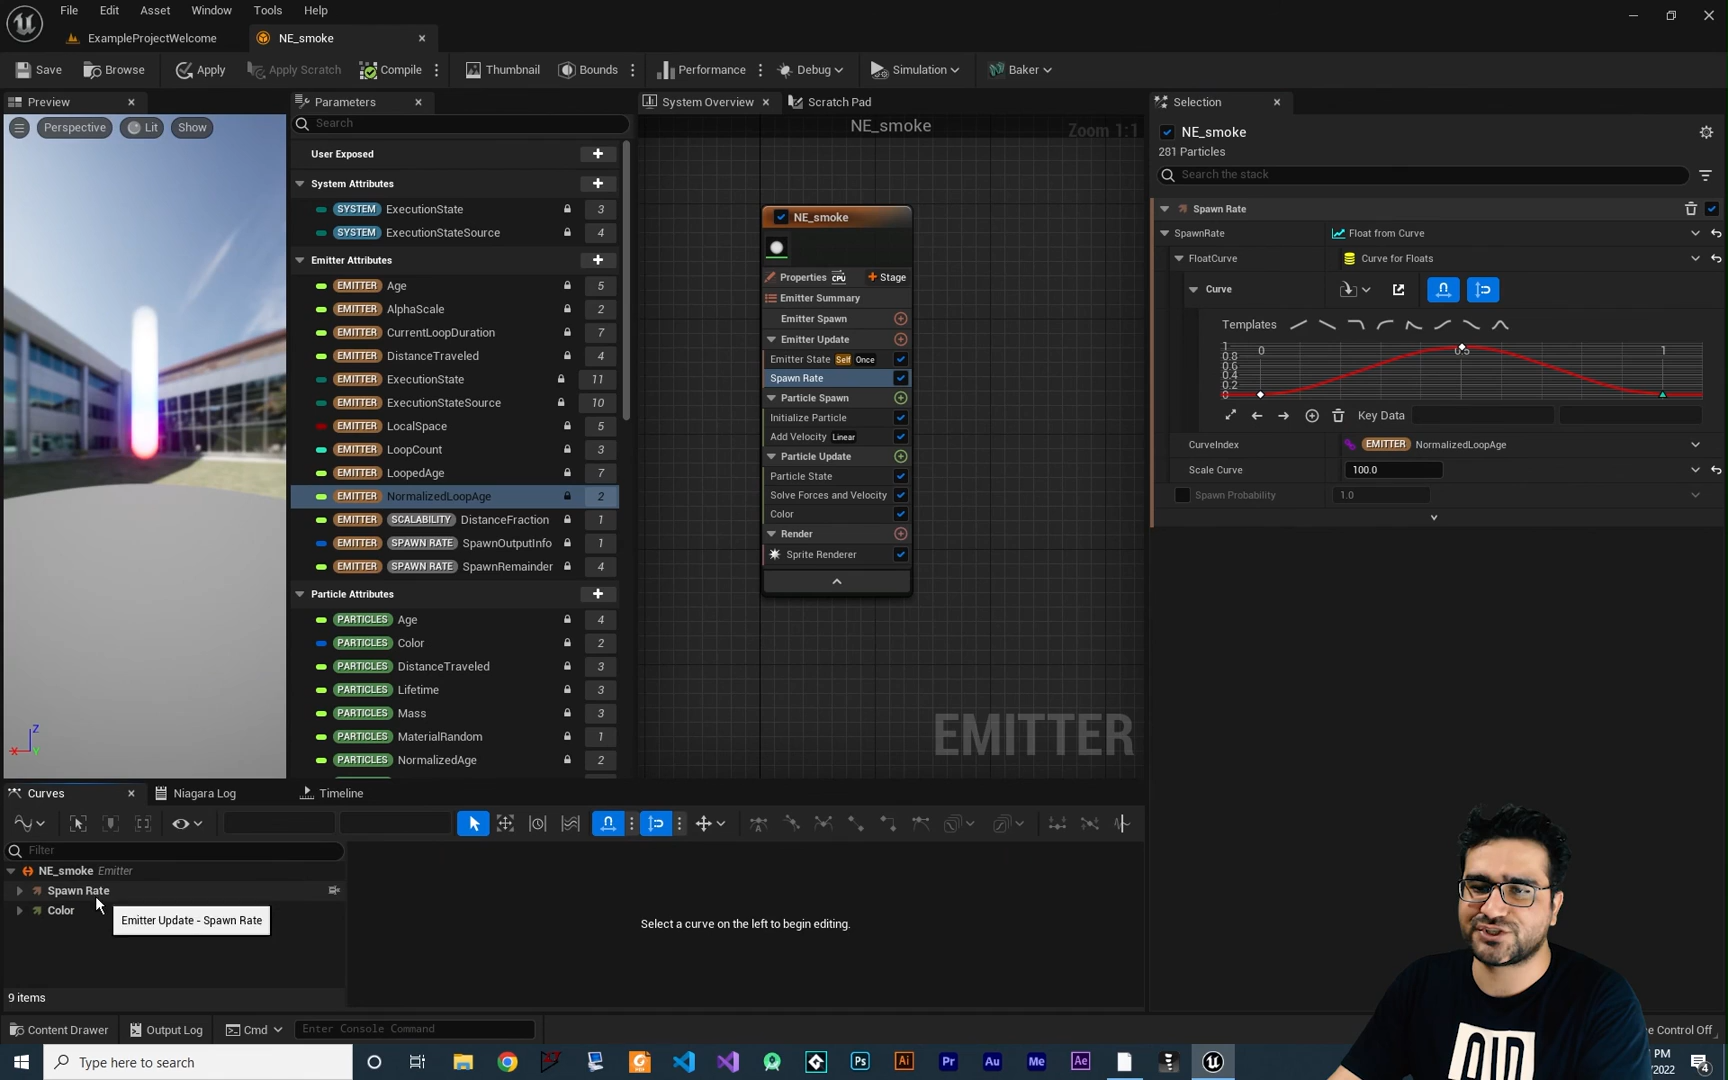 File Edit Asset Window Tools Help
ExampleProjectWelcome NE_smoke
Save Browse Apply Apply Scratch Compile Thumbnail Bounds Performance Debug Simulation Baker
Preview
Perspective Lit Show
Z
X
Y
Parameters
Search
User Exposed
System Attributes
SYSTEM ExecutionState 3
SYSTEM ExecutionStateSource 4
Emitter Attributes
EMITTER Age 5
EMITTER AlphaScale 2
EMITTER CurrentLoopDuration 7
EMITTER DistanceTraveled 4
EMITTER ExecutionState 11
EMITTER ExecutionStateSource 10
EMITTER LocalSpace 5
EMITTER LoopCount 3
EMITTER LoopedAge 7
EMITTER NormalizedLoopAge 2
EMITTER SCALABILITY DistanceFraction 1
EMITTER SPAWN RATE SpawnOutputInfo 1
EMITTER SPAWN RATE SpawnRemainder 4
Particle Attributes
PARTICLES Age 4
PARTICLES Color 2
PARTICLES DistanceTraveled 3
PARTICLES Lifetime 3
PARTICLES Mass 3
PARTICLES MaterialRandom 1
PARTICLES NormalizedAge 2
System Overview Scratch Pad
NE_smoke Zoom 1:1
NE_smoke
Properties CPU Stage
Emitter Summary
Emitter Spawn
Emitter Update
Emitter State Self Once
Spawn Rate
Particle Spawn
Initialize Particle
Add Velocity Linear
Particle Update
Particle State
Solve Forces and Velocity
Color
Render
Sprite Renderer
EMITTER
Selection
NE_smoke
281 Particles
Search the stack
Spawn Rate
SpawnRate Float from Curve
FloatCurve Curve for Floats
Curve
Templates
1 0 0.5 1
0.8
0.6
0.4
0.2
0
Key Data
CurveIndex EMITTER NormalizedLoopAge
Scale Curve 100.0
Spawn Probability 1.0
Curves Niagara Log Timeline
Filter
NE_smoke Emitter
Spawn Rate
Color
Emitter Update - Spawn Rate
Select a curve on the left to begin editing.
9 items
Content Drawer Output Log Cmd Enter Console Command
e Control Off
Type here to search
Ps Ai Pr Au Me Ae
PM
/2022
4